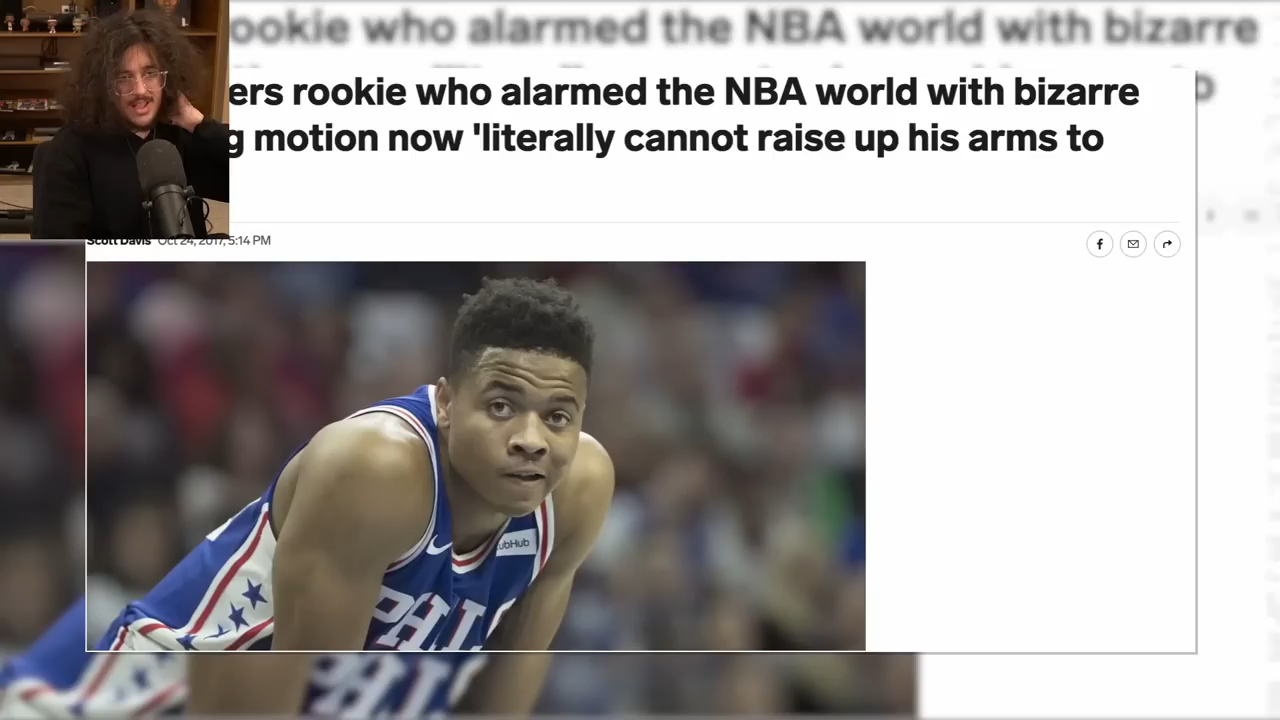 ookie who alarmed the NBA world with bizarre
ers rookie who alarmed the NBA world with bizarre
g motion now 'literally cannot raise up his arms to
Scott Davis Oct 24, 2017, 5:14 PM
ubHub
PHIL
PHI